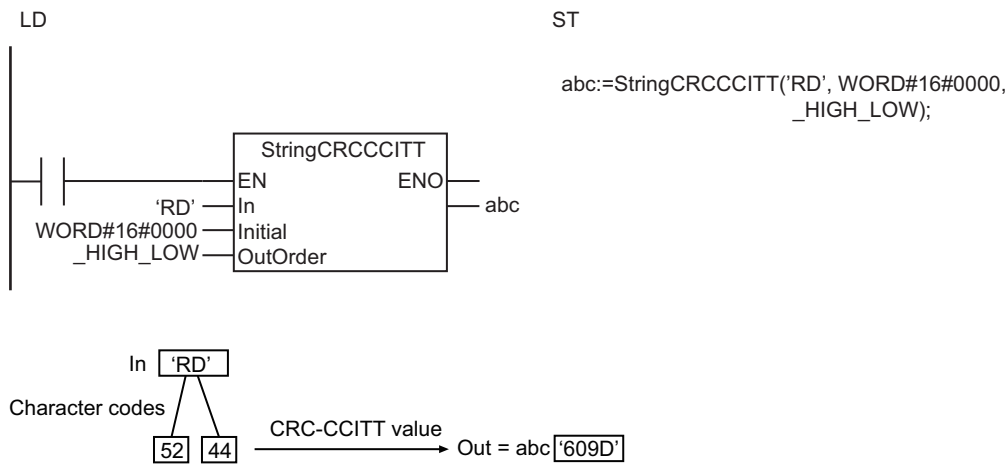 LD
ST
abc:=StringCRCCCITT('RD', WORD#16#0000,
_HIGH_LOW);
StringCRCCCITT
EN ENO
‘RD’ In abc
WORD#16#0000 Initial
_HIGH_LOW OutOrder
In ‘RD’
Character codes
52 44 CRC-CCITT value Out = abc ‘609D’